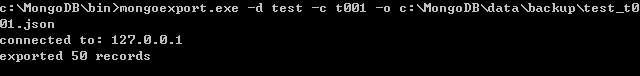 c:\MongoDB\bin>mongoexport.exe -d test -c t001 -o c:\MongoDB\data\backup\test_t0
01.json
connected to: 127.0.0.1
exported 50 records